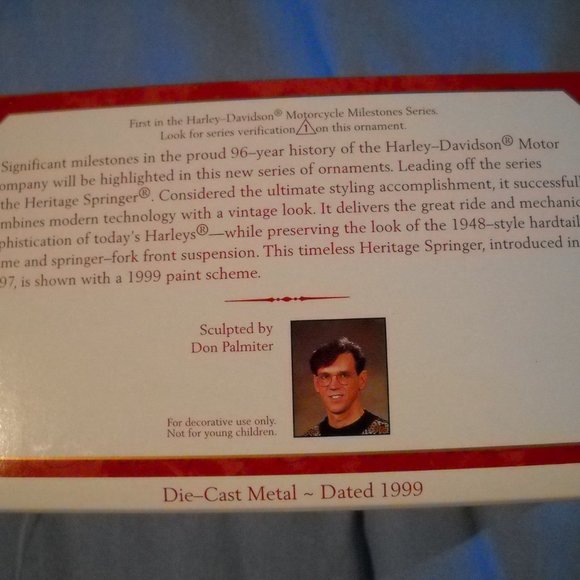 First in the Harley–Davidson® Motorcycle Milestones Series.
Look for series verification 1 on this ornament.
Significant milestones in the proud 96–year history of the Harley–Davidson® Motor
ompany will be highlighted in this new series of ornaments. Leading off the series
the Heritage Springer®. Considered the ultimate styling accomplishment, it successfull
mbines modern technology with a vintage look. It delivers the great ride and mechanic
phistication of today's Harleys®—while preserving the look of the 1948–style hardtail
me and springer–fork front suspension. This timeless Heritage Springer, introduced in
97, is shown with a 1999 paint scheme.
Sculpted by
Don Palmiter
For decorative use only.
Not for young children.
Die–Cast Metal ~ Dated 1999